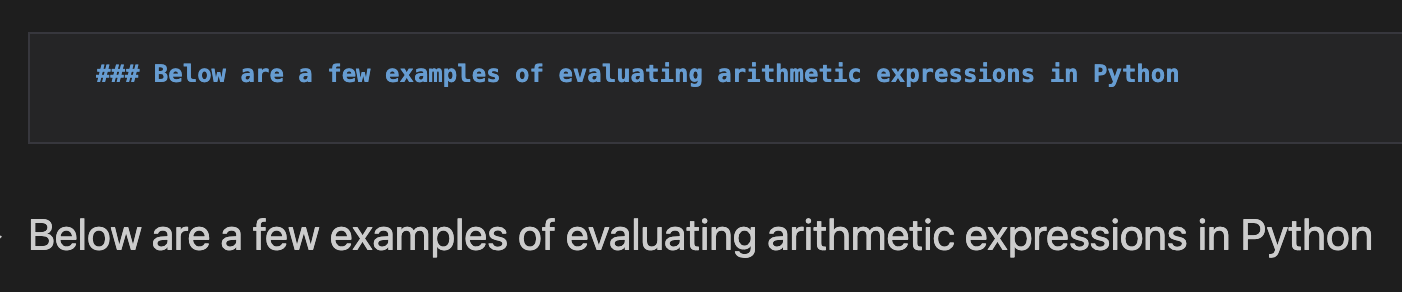 ### Below are a few examples of evaluating arithmetic expressions in Python
Below are a few examples of evaluating arithmetic expressions in Python